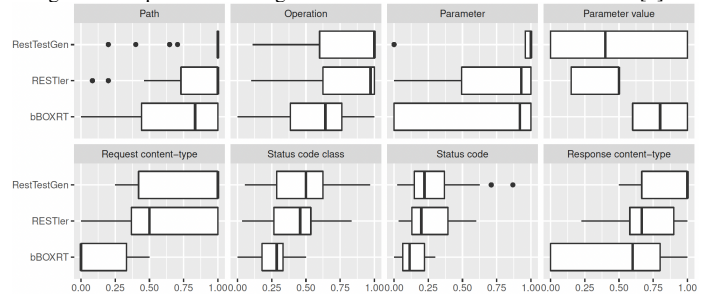 Path Operation Parameter Parameter value
RestTestGen
RESTler
bBOXRT
Request content-type Status code class Status code Response content-type
RestTestGen
RESTler
bBOXRT
0.00 0.25 0.50 0.75 1.00 0.00 0.25 0.50 0.75 1.00 0.00 0.25 0.50 0.75 1.00 0.00 0.25 0.50 0.75 1.00